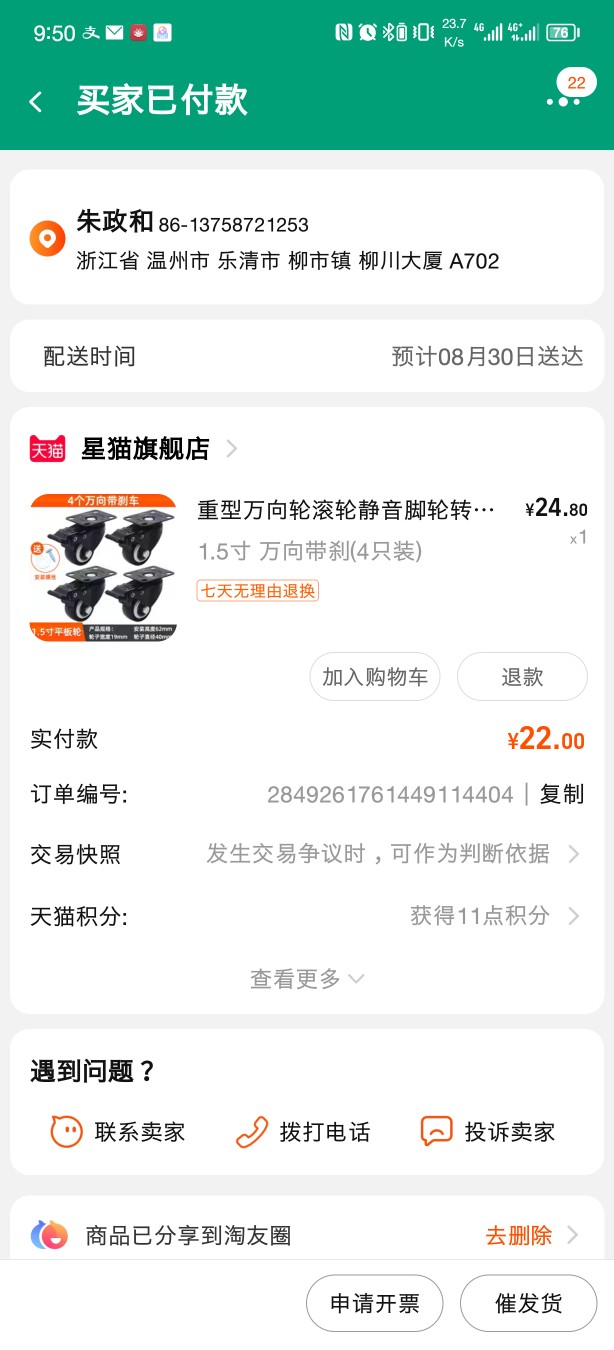 9:50 支 23.7 K/s 4G 4G+ 76
买家已付款
22
朱政和 86-13758721253
浙江省 温州市 乐清市 柳市镇 柳川大厦 A702
配送时间 预计08月30日送达
天猫 星猫旗舰店
4个万向带刹车
送
安装螺丝
1.5寸平板轮
产品规格： 安装高度62mm
轮子宽度19mm 轮子直径40mm
重型万向轮滚轮静音脚轮转… ¥24.80
1.5寸 万向带刹(4只装) x1
七天无理由退换
加入购物车 退款
实付款 ¥22.00
订单编号: 2849261761449114404 | 复制
交易快照 发生交易争议时，可作为判断依据
天猫积分: 获得11点积分
查看更多
遇到问题？
联系卖家 拨打电话 投诉卖家
商品已分享到淘友圈 去删除
申请开票 催发货